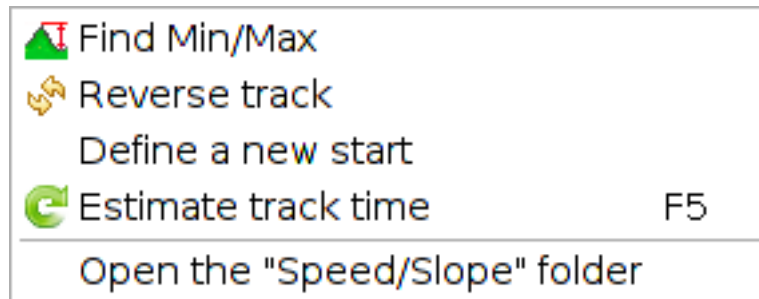 Find Min/Max
Reverse track
Define a new start
Estimate track time F5
Open the "Speed/Slope" folder